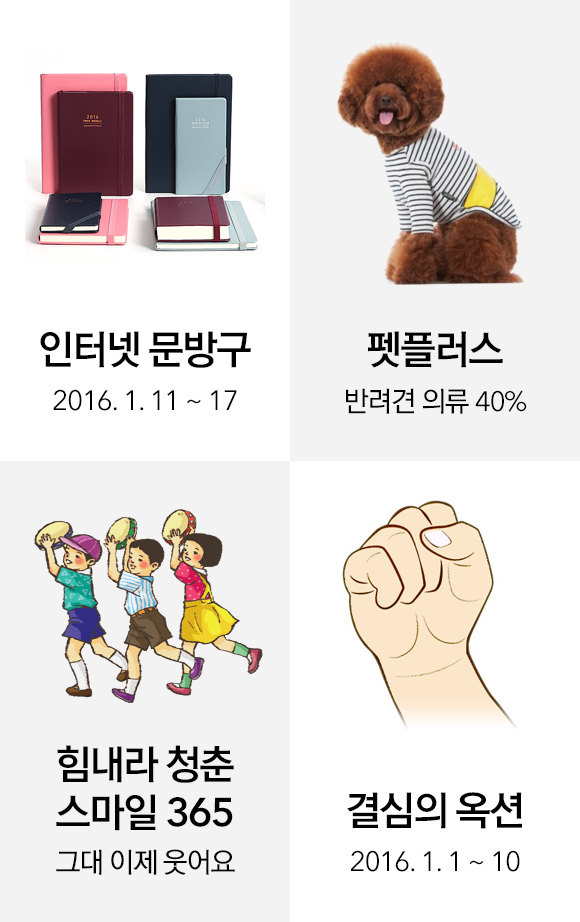 2016
2016
인터넷 문방구
2016. 1. 11 ~ 17
펫플러스
반려견 의류 40%
힘내라 청춘
스마일 365
그대 이제 웃어요
결심의 옥션
2016. 1. 1 ~ 10